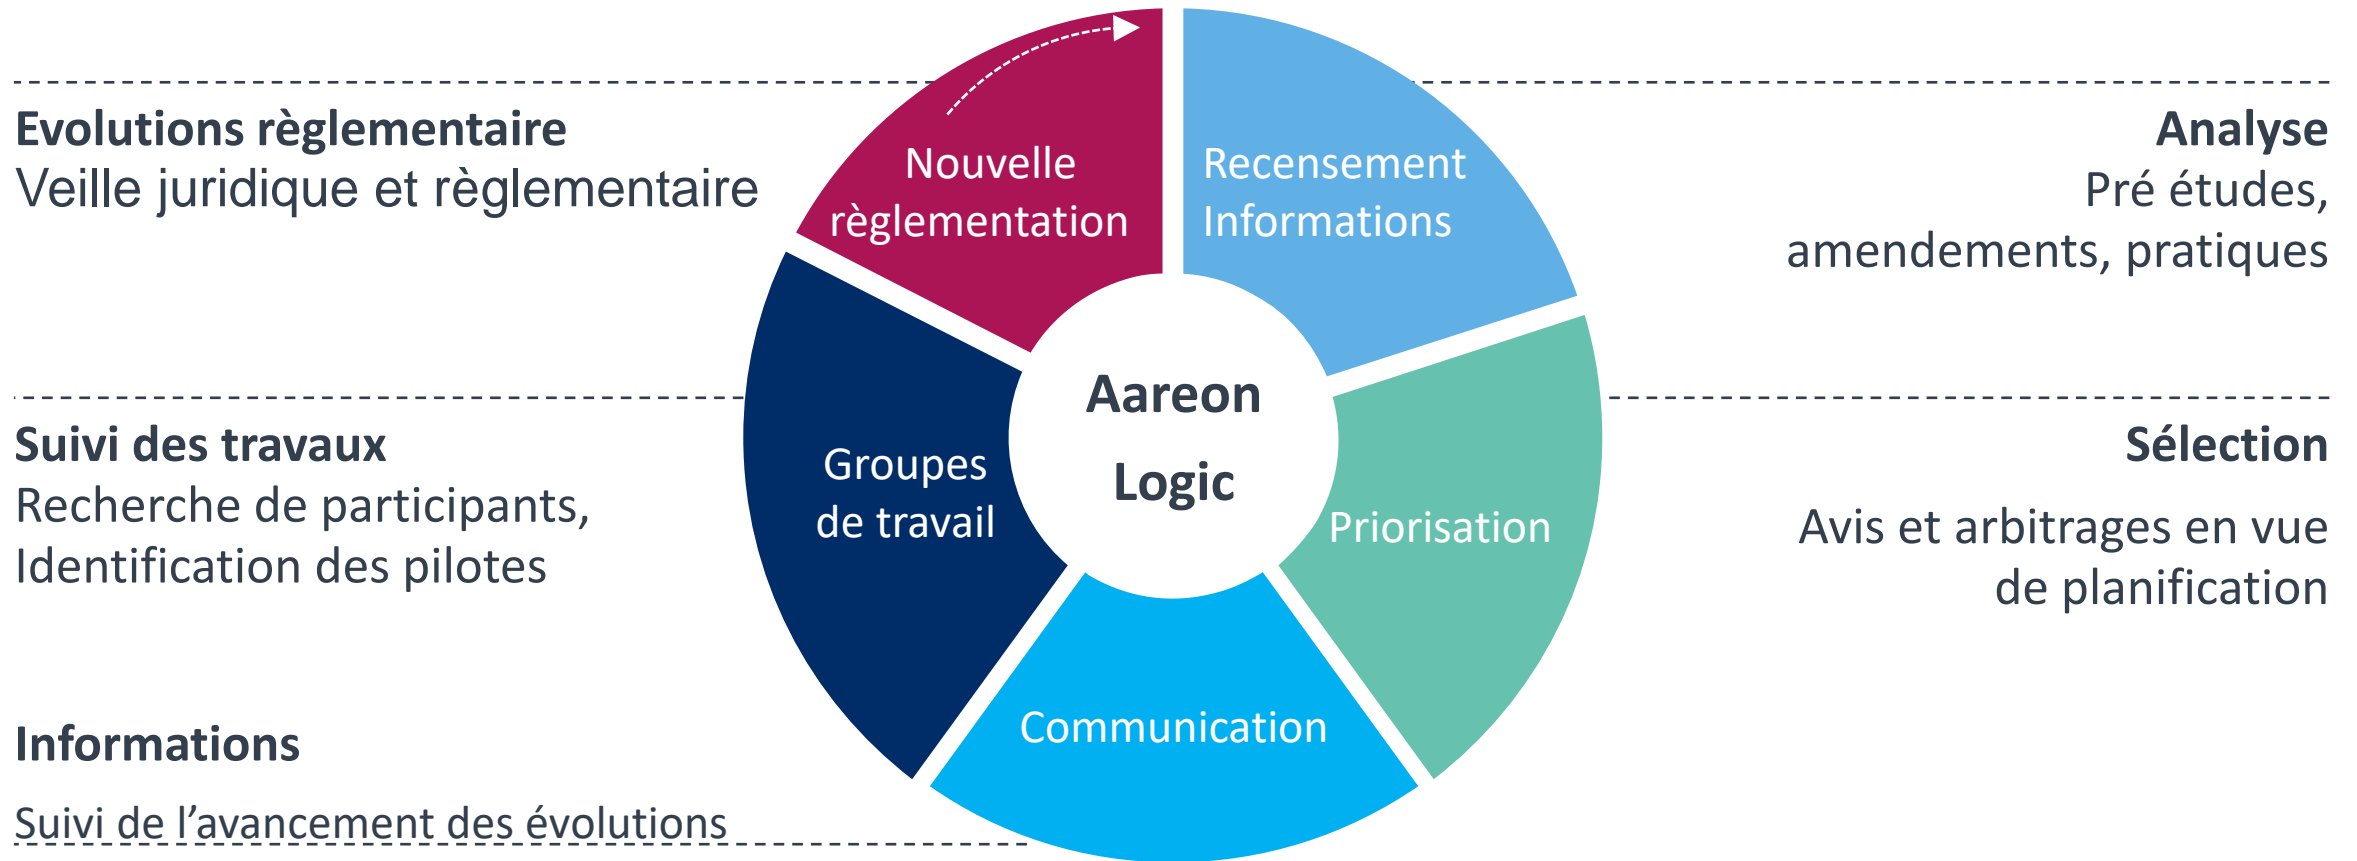 Evolutions règlementaire
Veille juridique et règlementaire
Suivi des travaux
Recherche de participants,
Identification des pilotes
Informations
Suivi de l’avancement des évolutions
Nouvelle
règlementation
Recensement
Informations
Groupes
de travail
Aareon
Logic
Priorisation
Communication
Analyse
Pré études,
amendements, pratiques
Sélection
Avis et arbitrages en vue
de planification